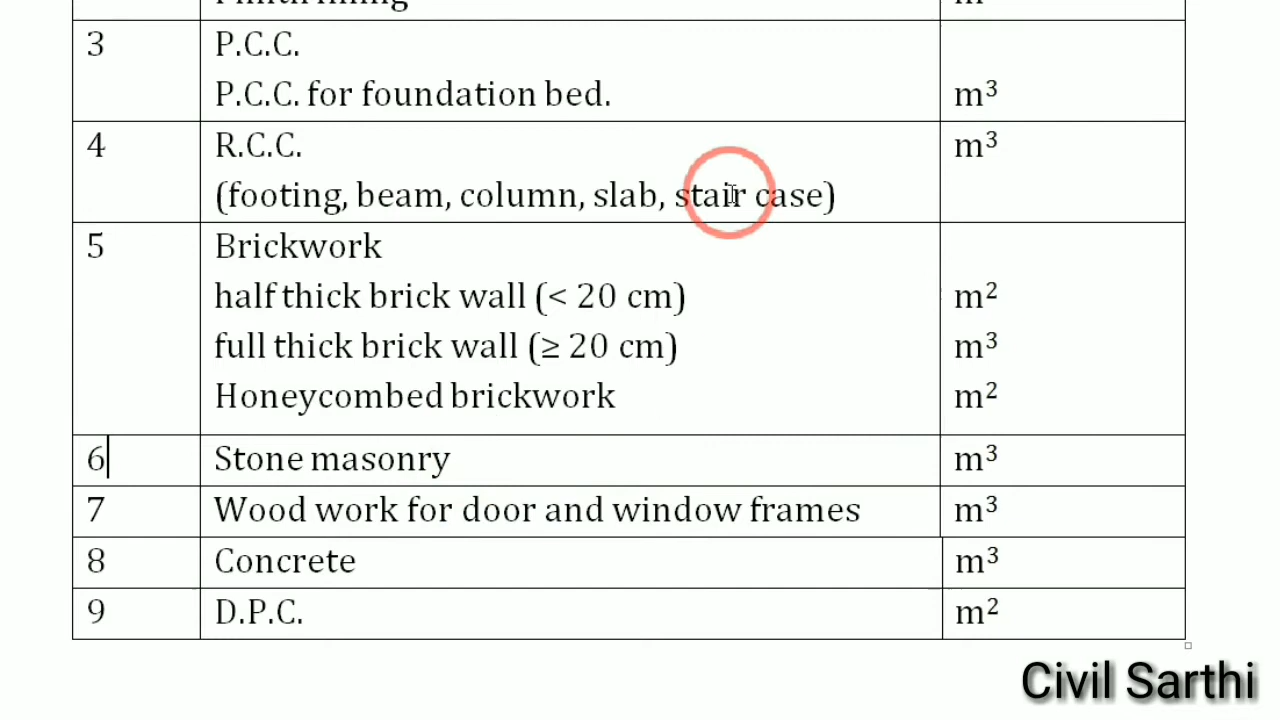 3 P.C.C.
P.C.C. for foundation bed. m³
4 R.C.C. m³
(footing, beam, column, slab, stair case)
5 Brickwork
half thick brick wall (< 20 cm) m²
full thick brick wall (≥ 20 cm) m³
Honeycombed brickwork m²
6 Stone masonry m³
7 Wood work for door and window frames m³
8 Concrete m³
9 D.P.C. m²
Civil Sarthi